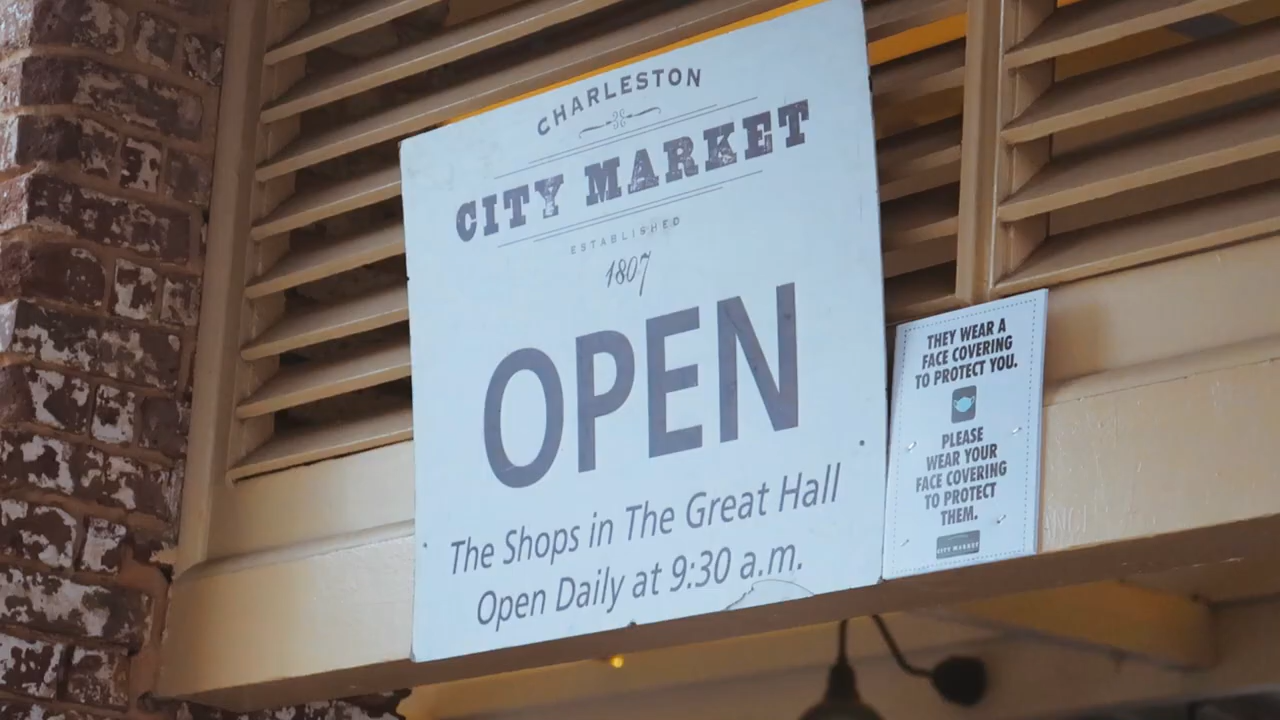 CHARLESTON
CITY MARKET
ESTABLISHED
1807
OPEN
The Shops in The Great Hall
Open Daily at 9:30 a.m.
THEY WEAR A
FACE COVERING
TO PROTECT YOU.
PLEASE
WEAR YOUR
FACE COVERING
TO PROTECT
THEM.
CITY MARKET